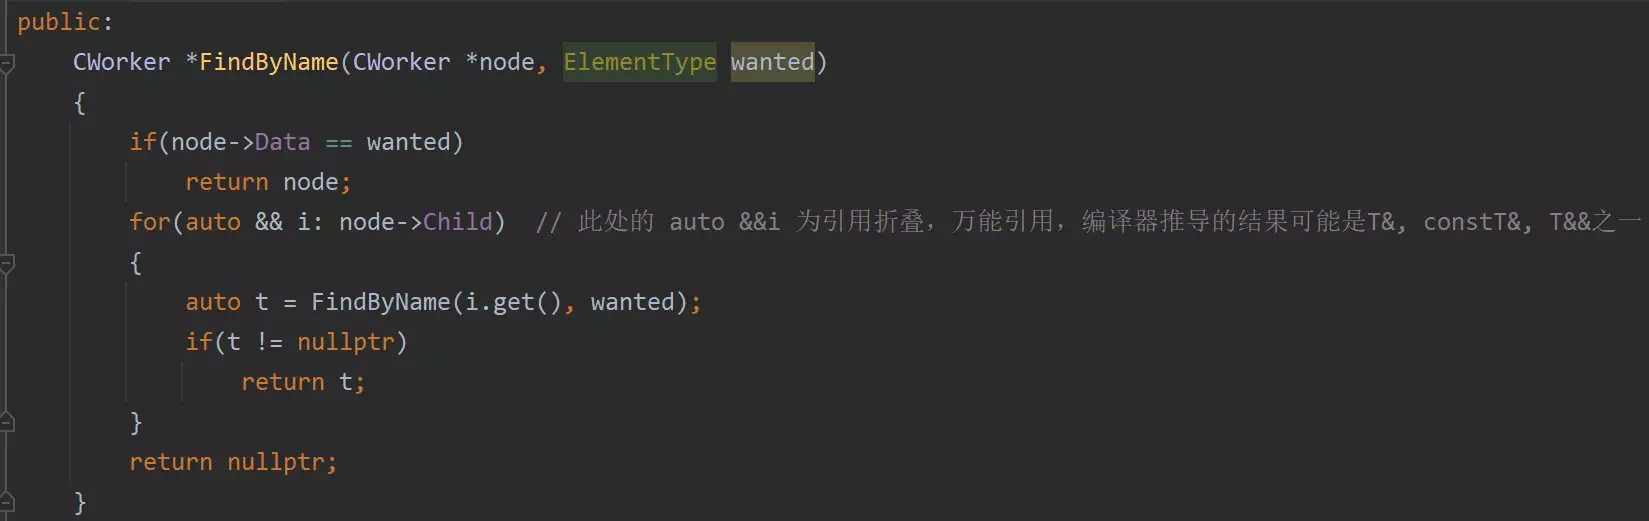 public:
CWorker *FindByName(CWorker *node, ElementType wanted)
{
if(node->Data == wanted)
return node;
for(auto && i: node->Child)  // 此处的 auto &&i 为引用折叠，万能引用，编译器推导的结果可能是T&, constT&, T&&之一
{
auto t = FindByName(i.get(), wanted);
if(t != nullptr)
return t;
}
return nullptr;
}